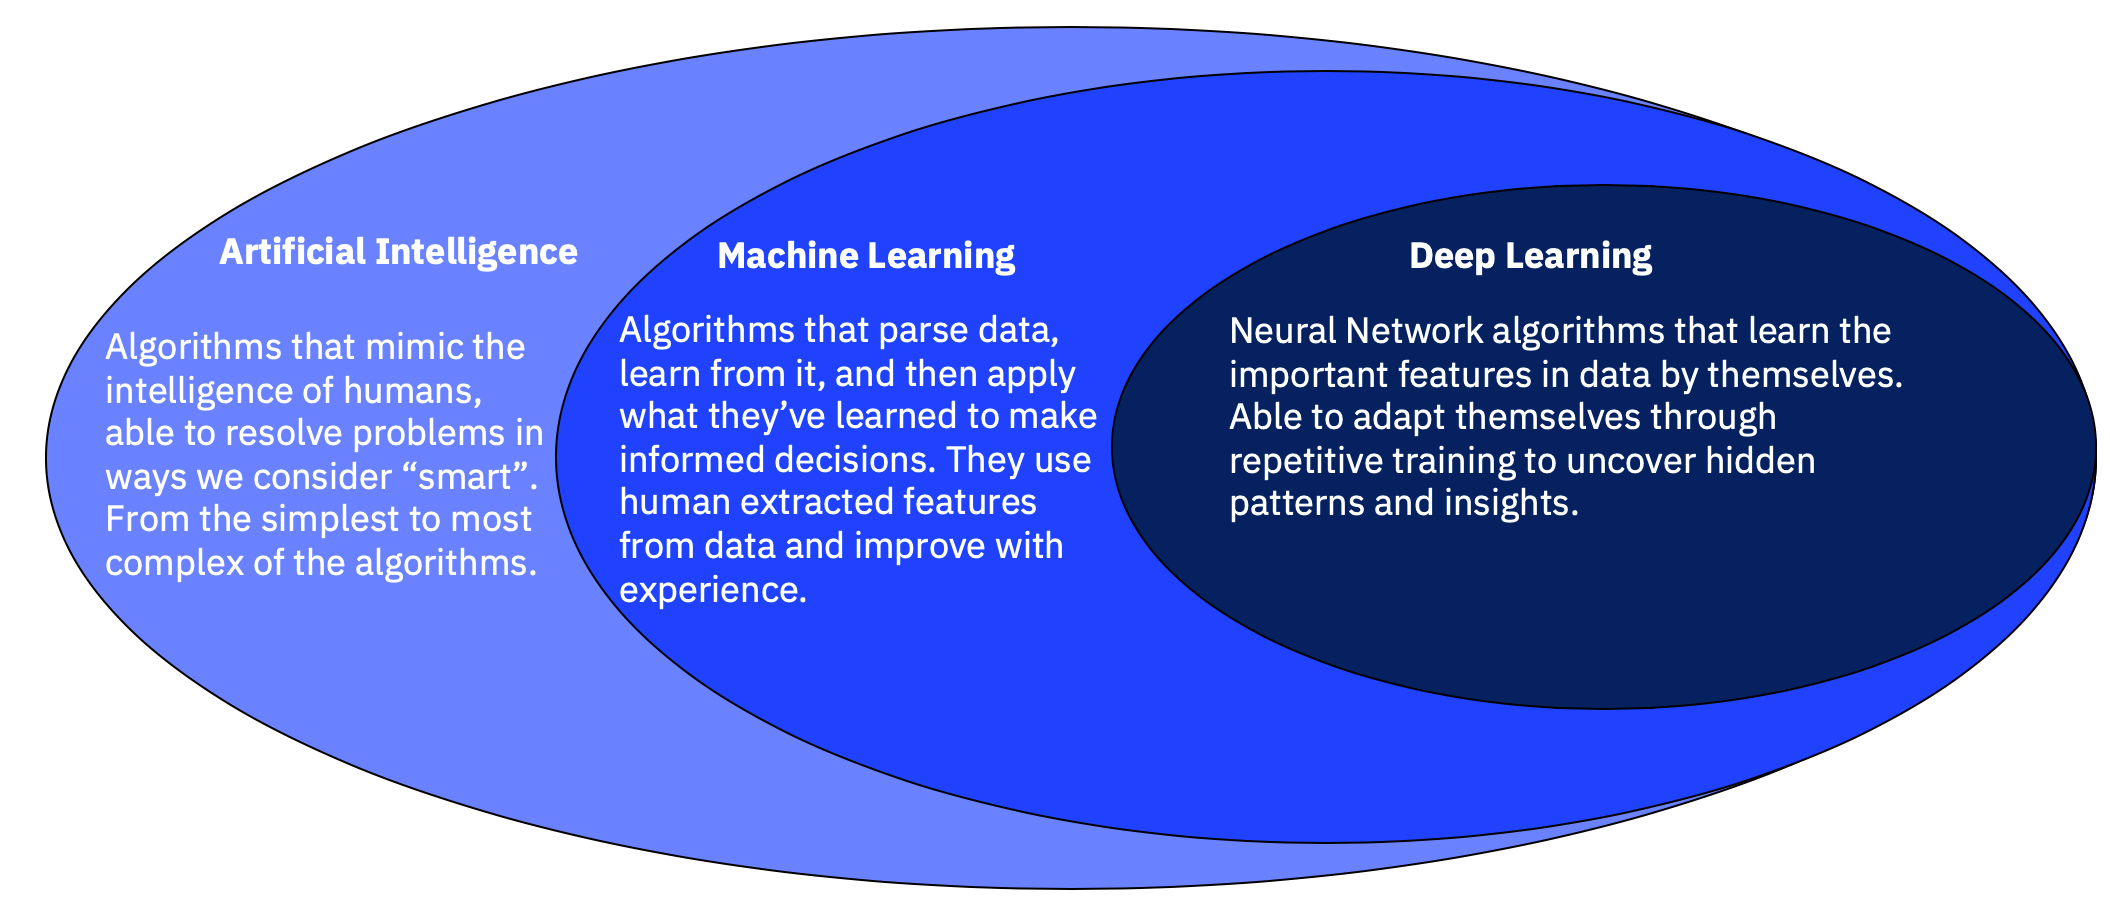 Artificial Intelligence
Algorithms that mimic the
intelligence of humans,
able to resolve problems in
ways we consider “smart”.
From the simplest to most
complex of the algorithms.
Machine Learning
Algorithms that parse data,
learn from it, and then apply
what they’ve learned to make
informed decisions. They use
human extracted features
from data and improve with
experience.
Deep Learning
Neural Network algorithms that learn the
important features in data by themselves.
Able to adapt themselves through
repetitive training to uncover hidden
patterns and insights.